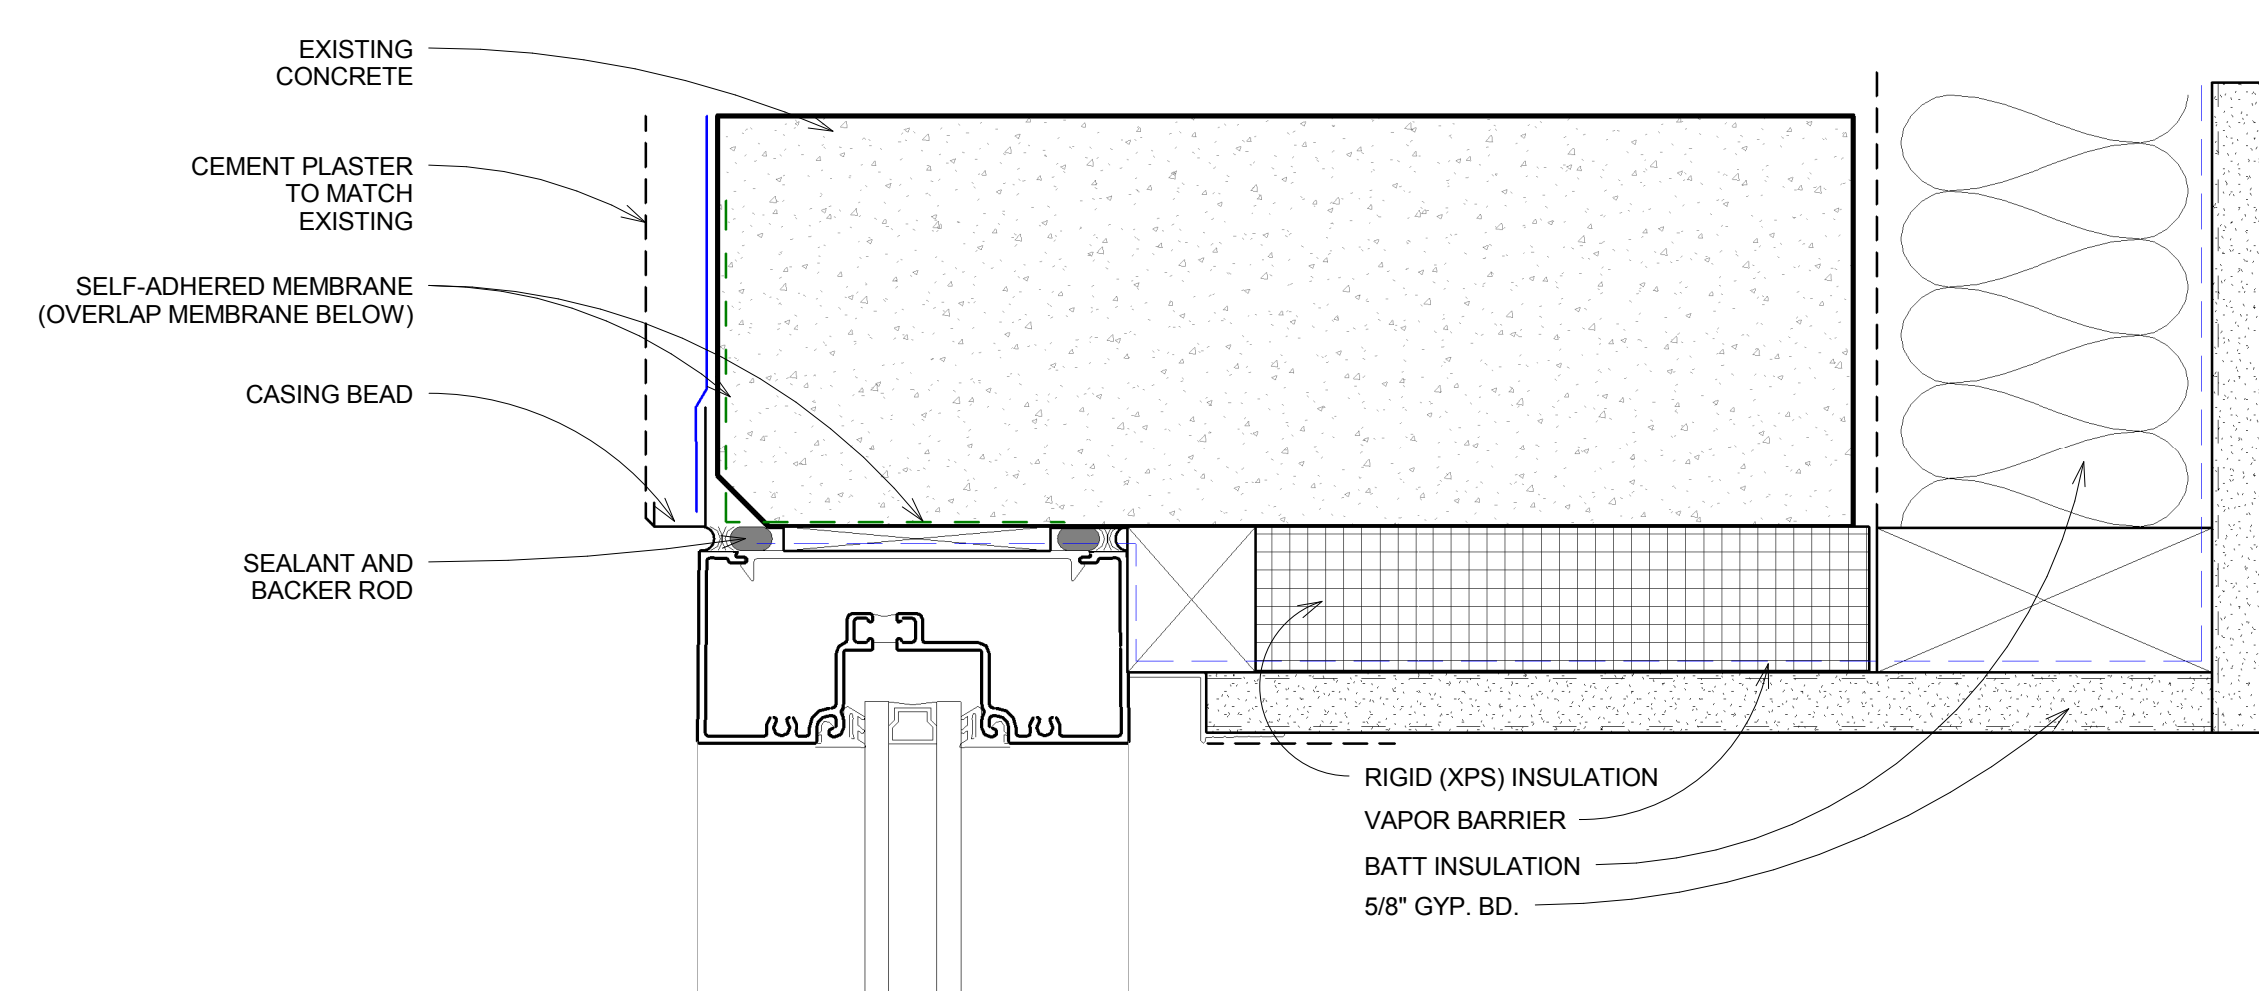 EXISTING
CONCRETE
CEMENT PLASTER
TO MATCH
EXISTING
SELF-ADHERED MEMBRANE
(OVERLAP MEMBRANE BELOW)
CASING BEAD
SEALANT AND
BACKER ROD
RIGID (XPS) INSULATION
VAPOR BARRIER
BATT INSULATION
5/8" GYP. BD.